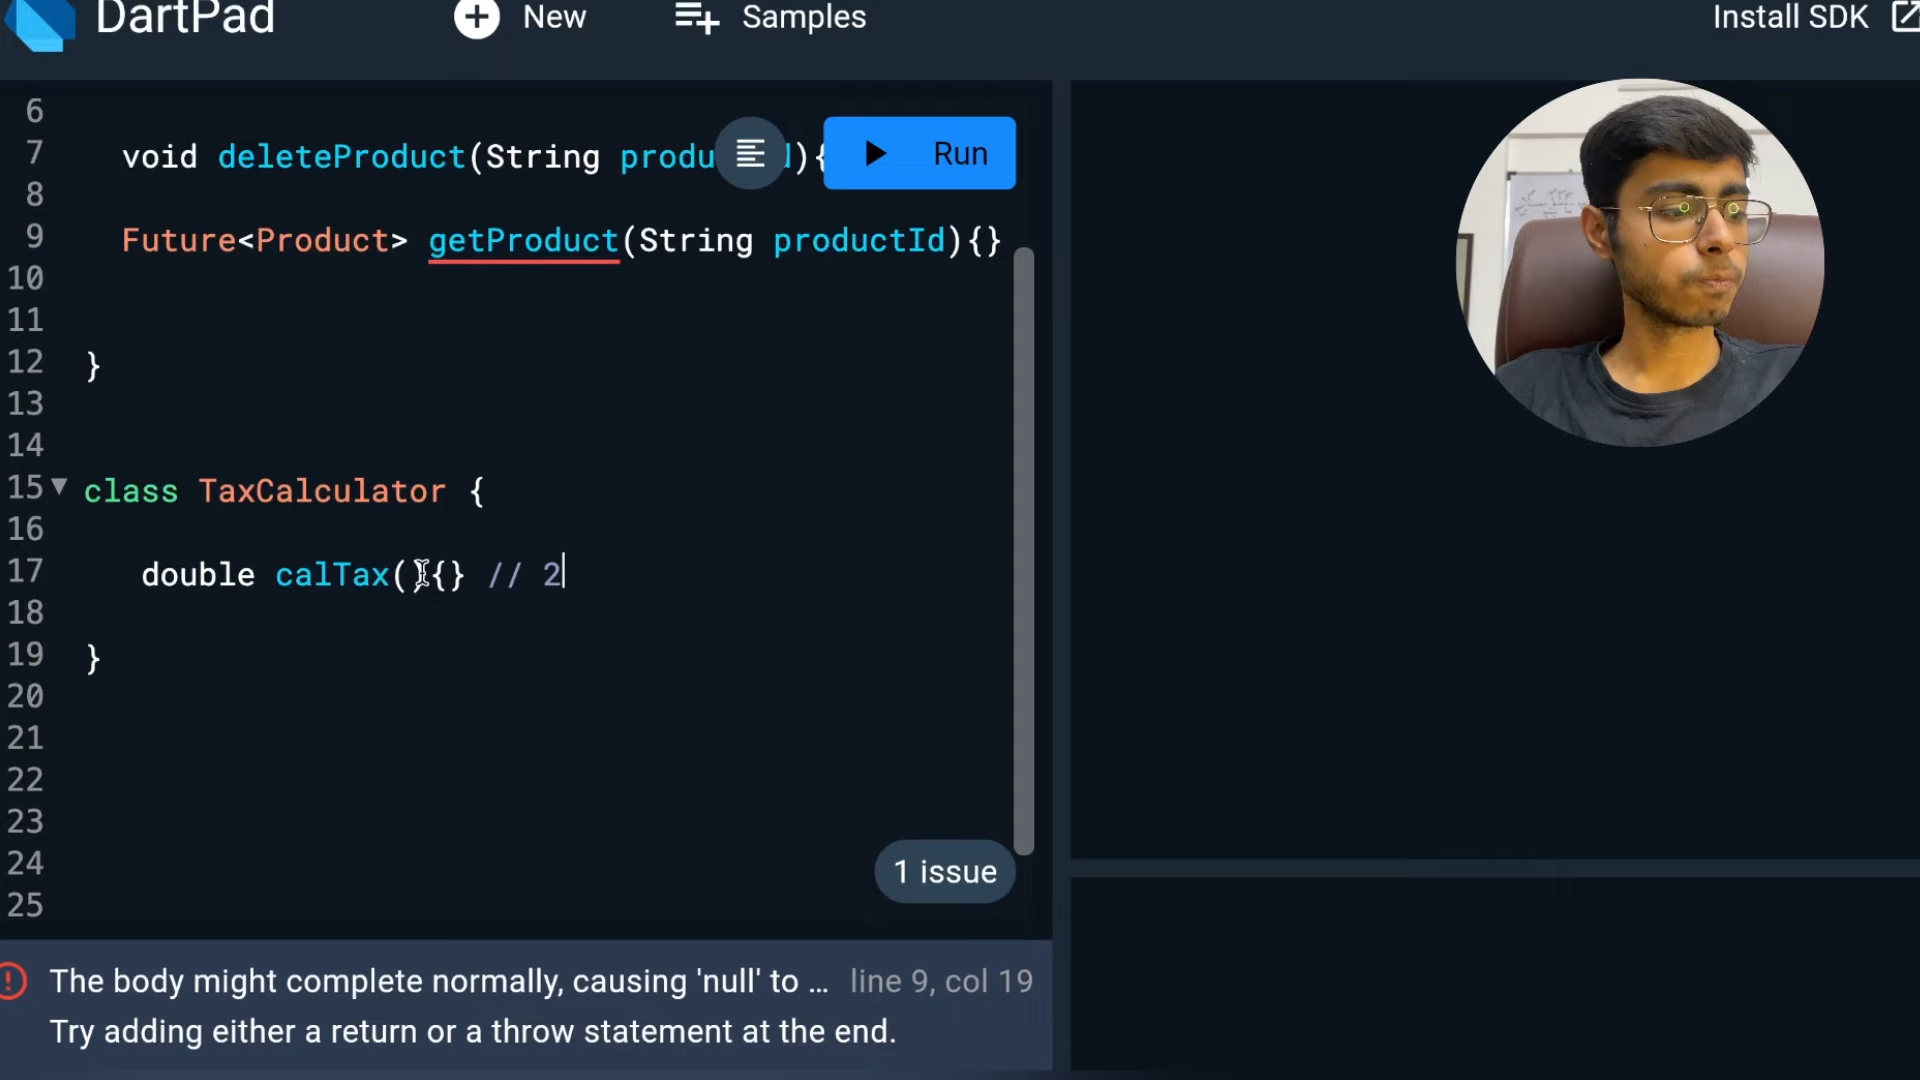 DartPad
New
Samples
Install SDK
6
7 void deleteProduct(String produ d){
8
9 Future<Product> getProduct(String productId){}
10
11
12 }
13
14
15 class TaxCalculator {
16
17 double calTax(){} // 2
18
19 }
20
21
22
23
24
25
Run
1 issue
The body might complete normally, causing 'null' to ... line 9, col 19
Try adding either a return or a throw statement at the end.